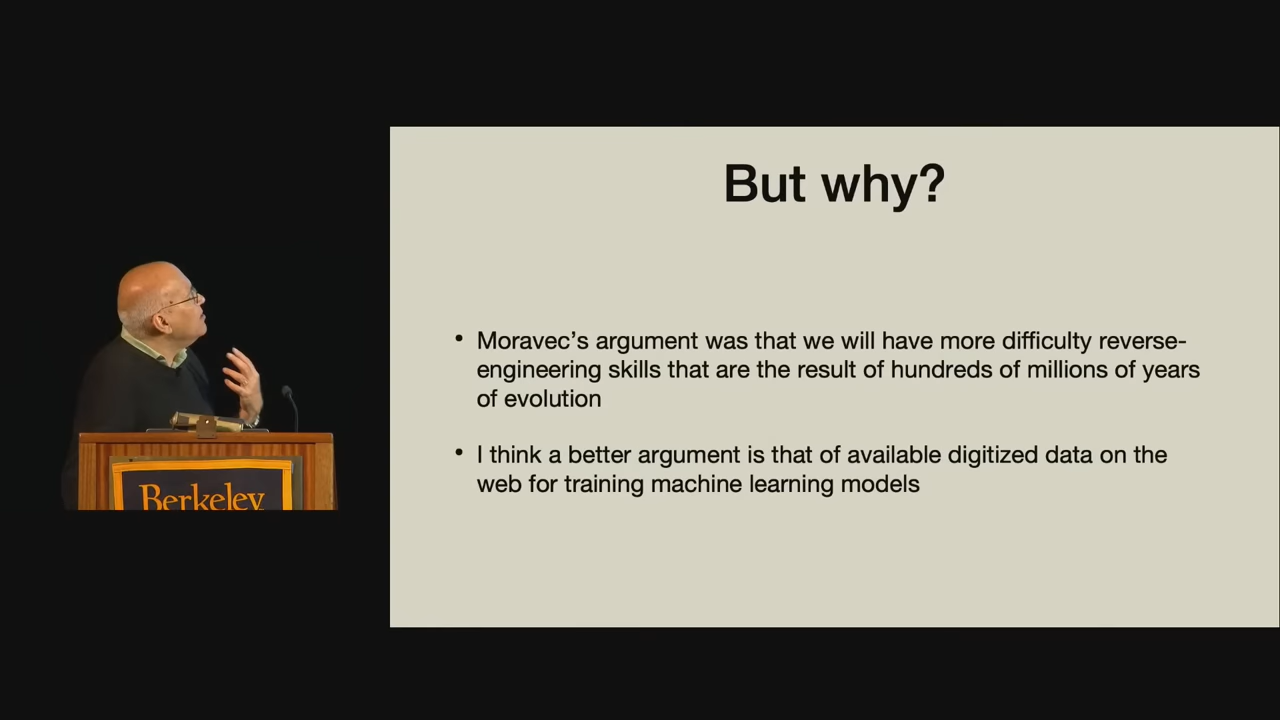 But why?
• Moravec’s argument was that we will have more difficulty reverse-
engineering skills that are the result of hundreds of millions of years
of evolution
• I think a better argument is that of available digitized data on the
web for training machine learning models
Berkeley